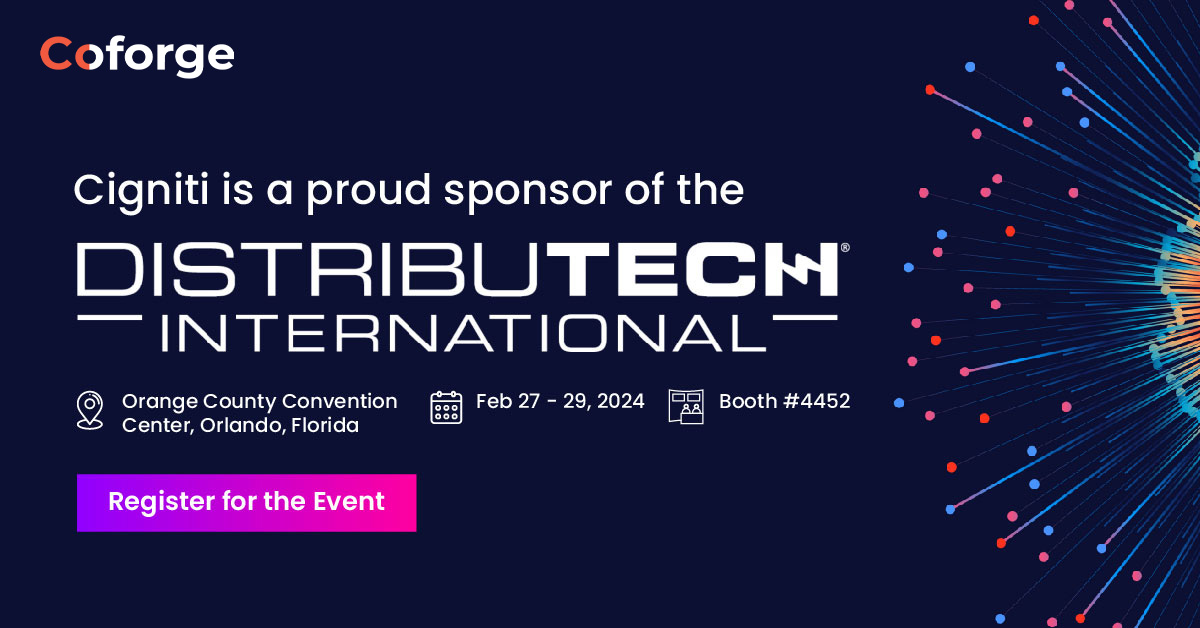 Coforge
Cigniti is a proud sponsor of the
DISTRIBUTECH®
INTERNATIONAL
Orange County Convention
Center, Orlando, Florida
Feb 27 - 29, 2024
Booth #4452
Register for the Event